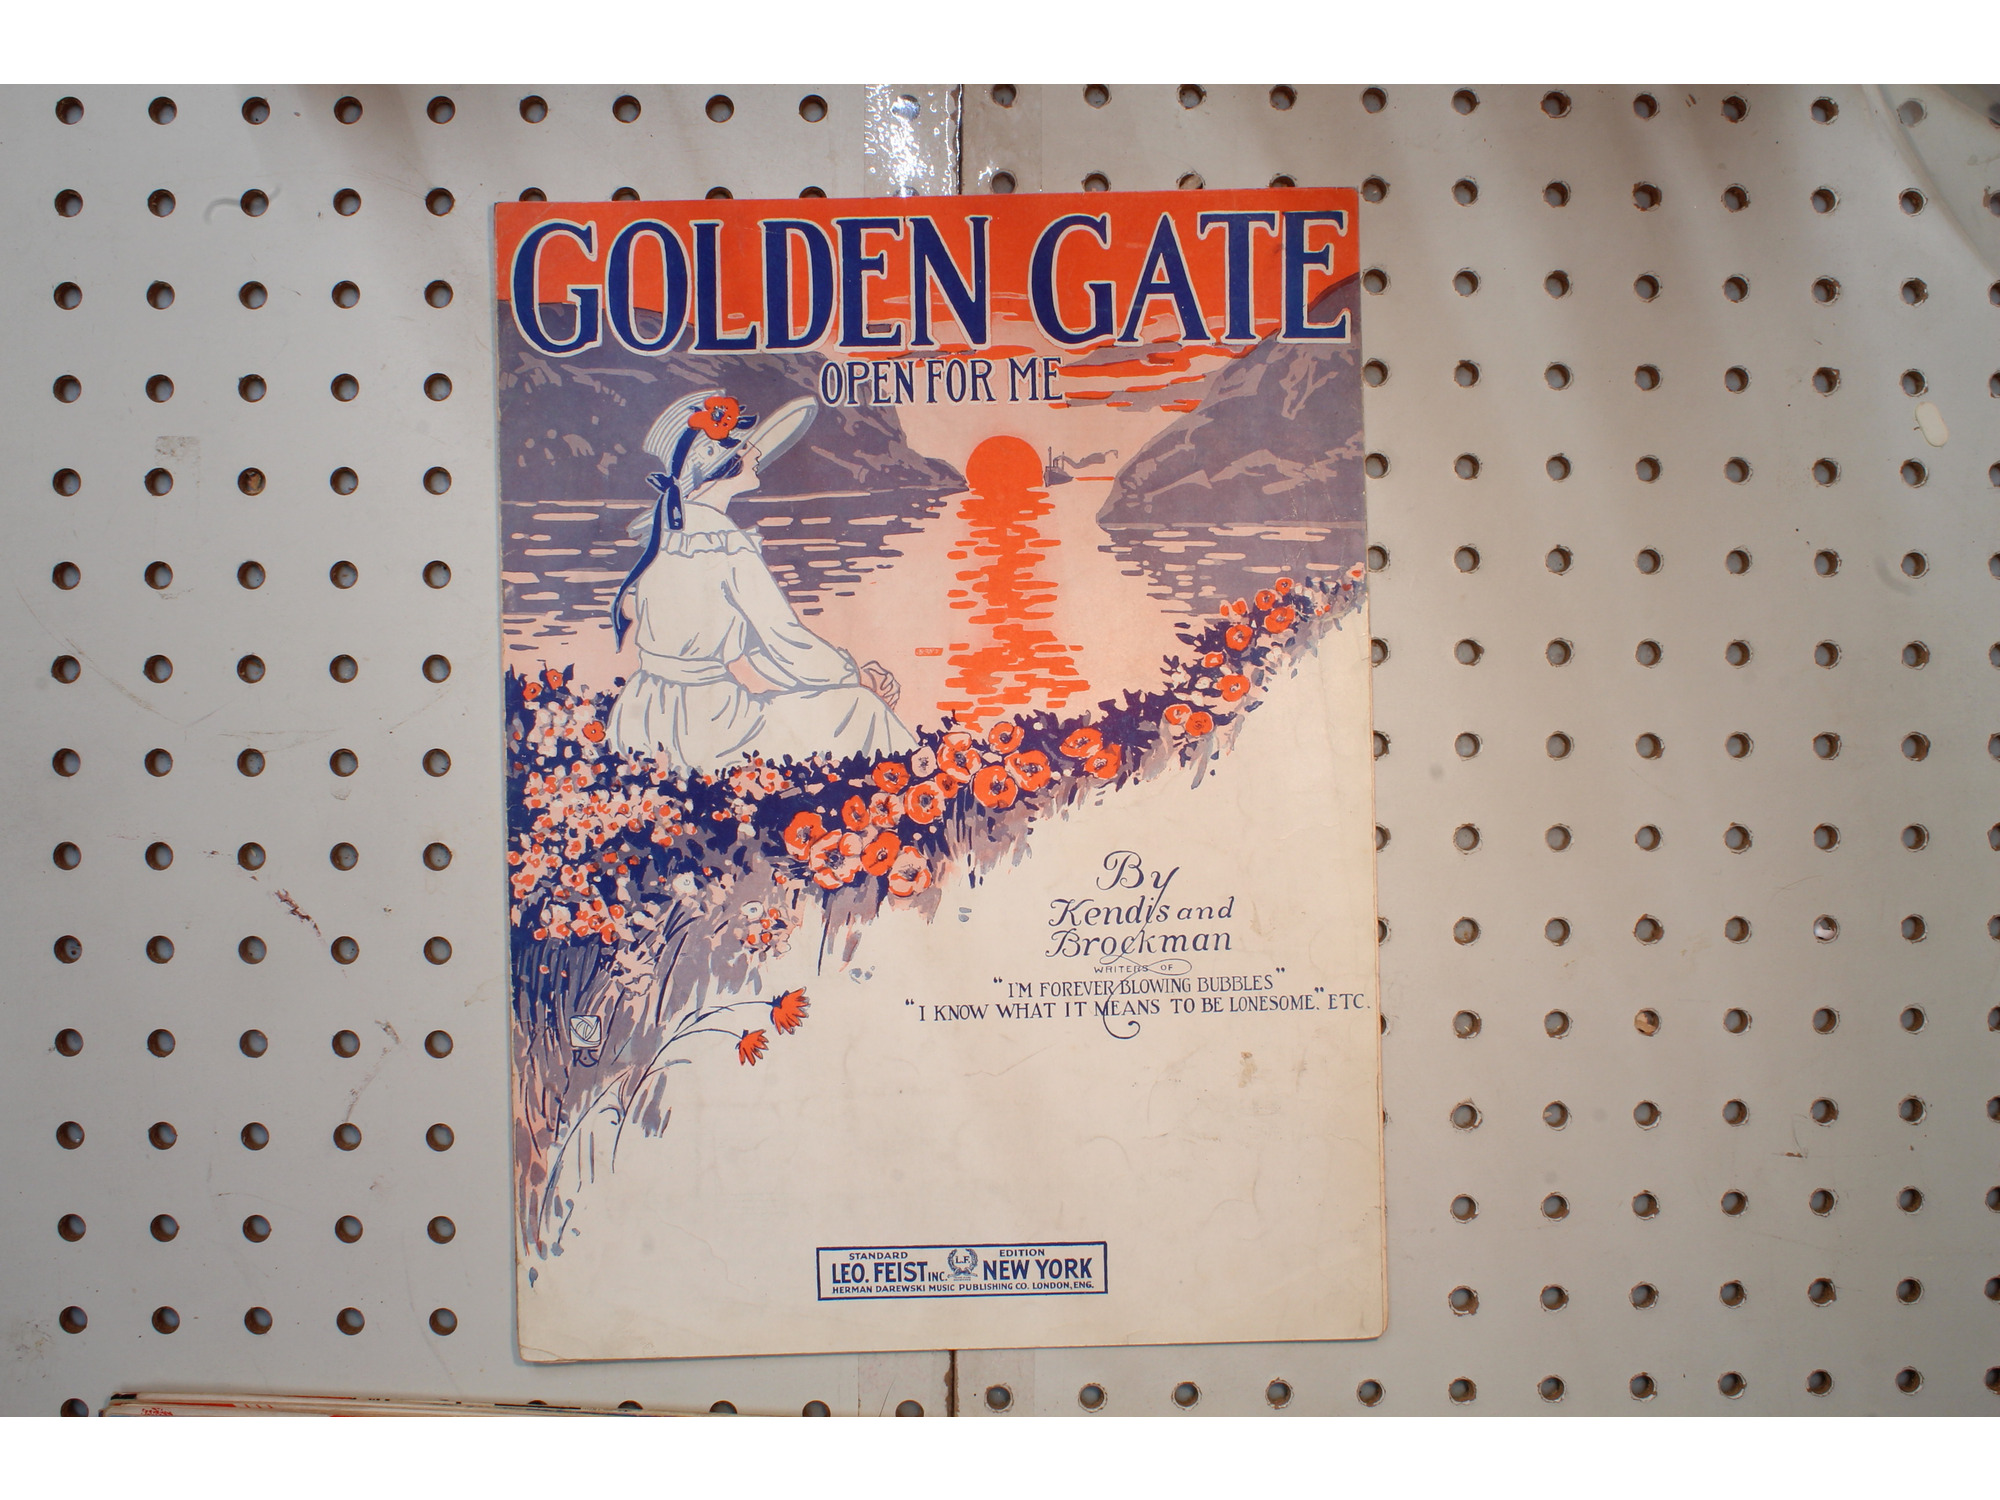 GOLDEN GATE
OPEN FOR ME
By
Kendis and
Brockman
WRITERS OF
"I'M FOREVER BLOWING BUBBLES"
"I KNOW WHAT IT MEANS TO BE LONESOME." ETC.
R.S
STANDARD EDITION
LEO. FEIST INC. L.F. NEW YORK
HERMAN DAREWSKI MUSIC PUBLISHING CO. LONDON, ENG.